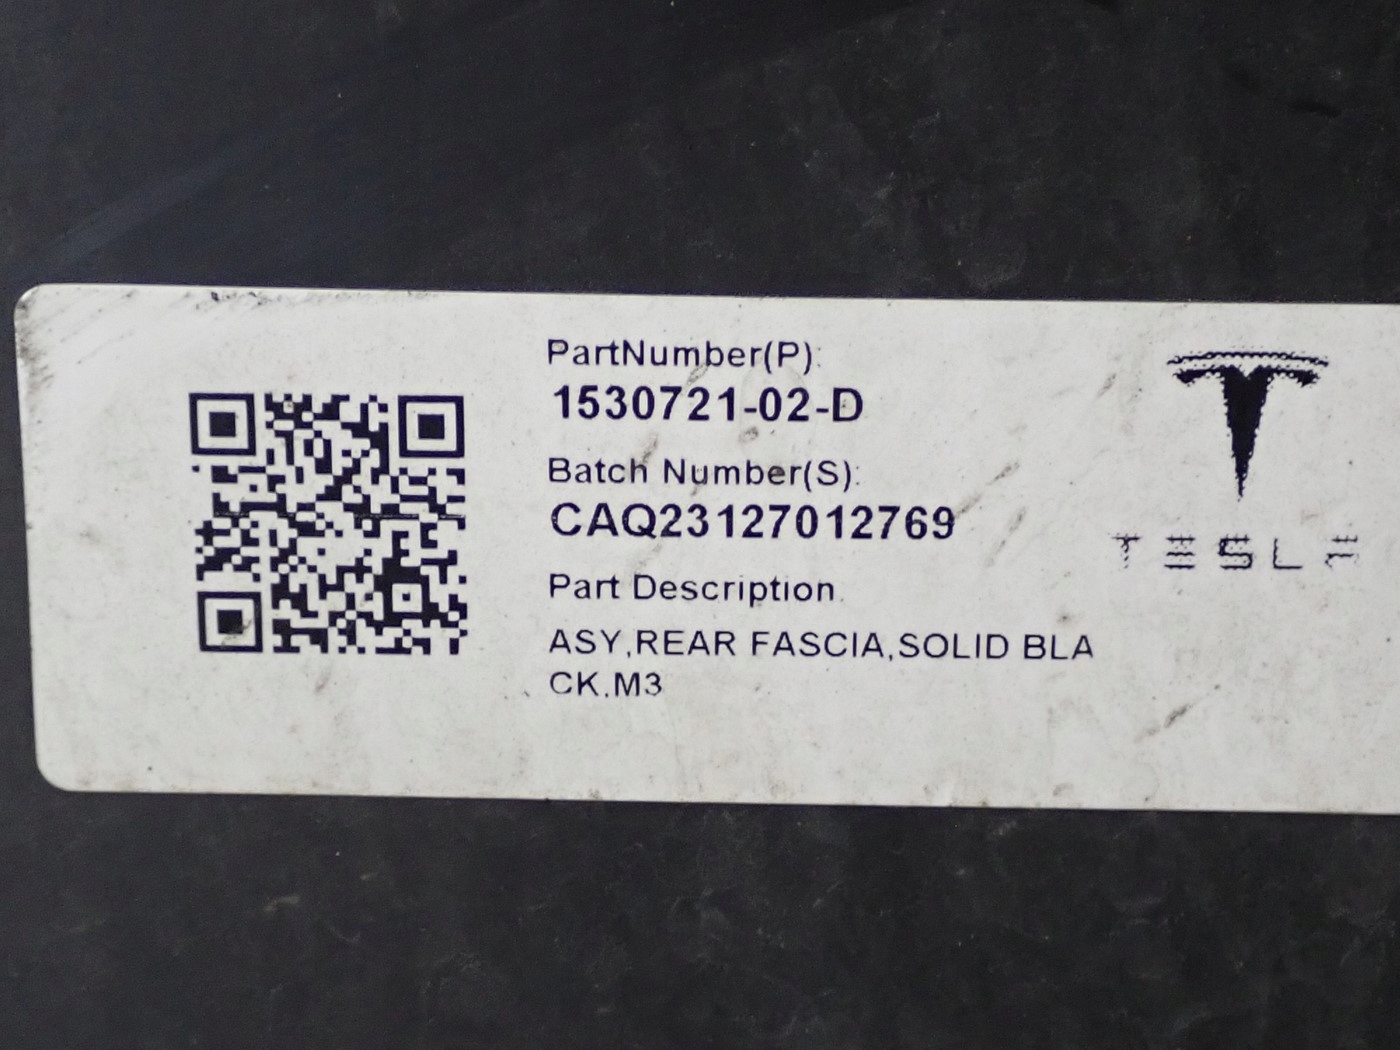 PartNumber(P):
1530721-02-D
Batch Number(S):
CAQ23127012769
Part Description
ASY,REAR FASCIA,SOLID BLA
CK,M3
TESLA